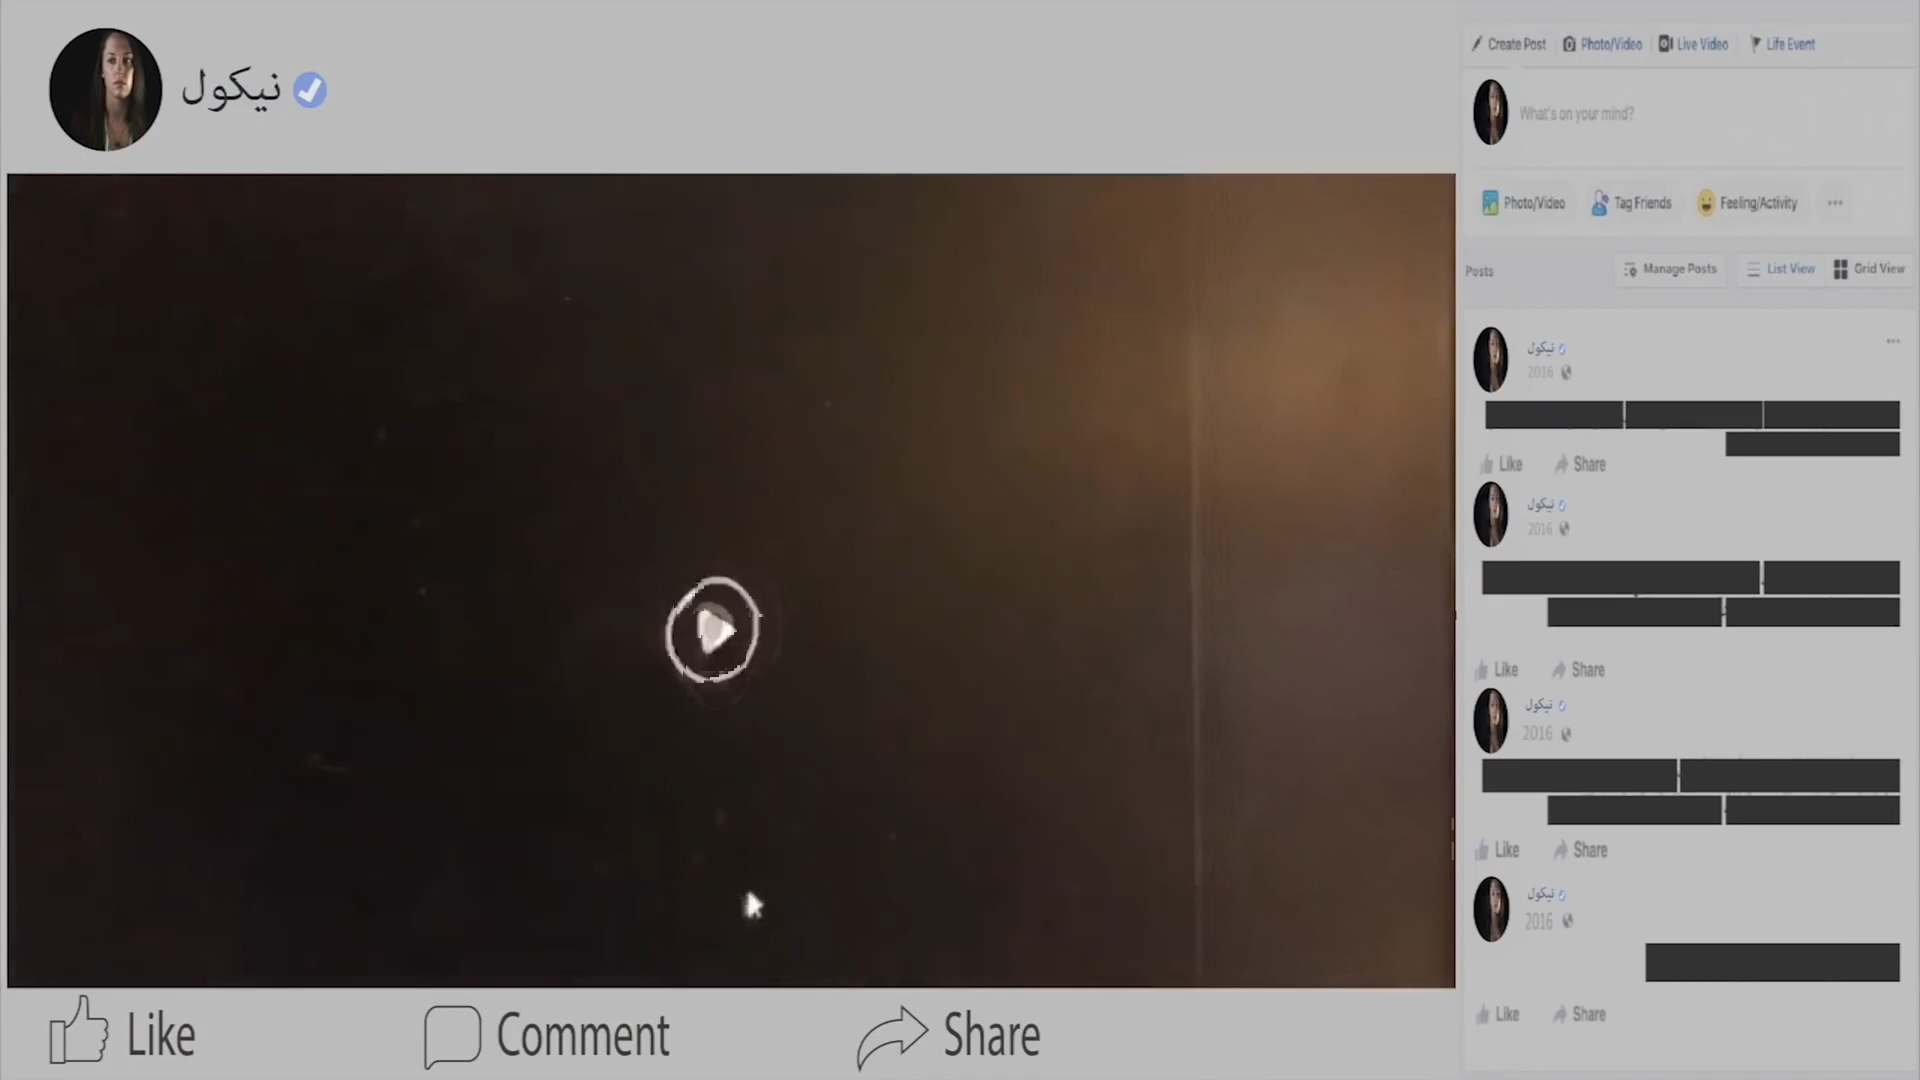 نيكول
Like
Comment
Share
Create Post
Photo/Video
Live Video
Life Event
What's on your mind?
Photo/Video
Tag Friends
Feeling/Activity
Posts
Manage Posts
List View
Grid View
نيكول
2016
Like
Share
نيكول
2016
Like
Share
نيكول
2016
Like
Share
نيكول
2016
Like
Share